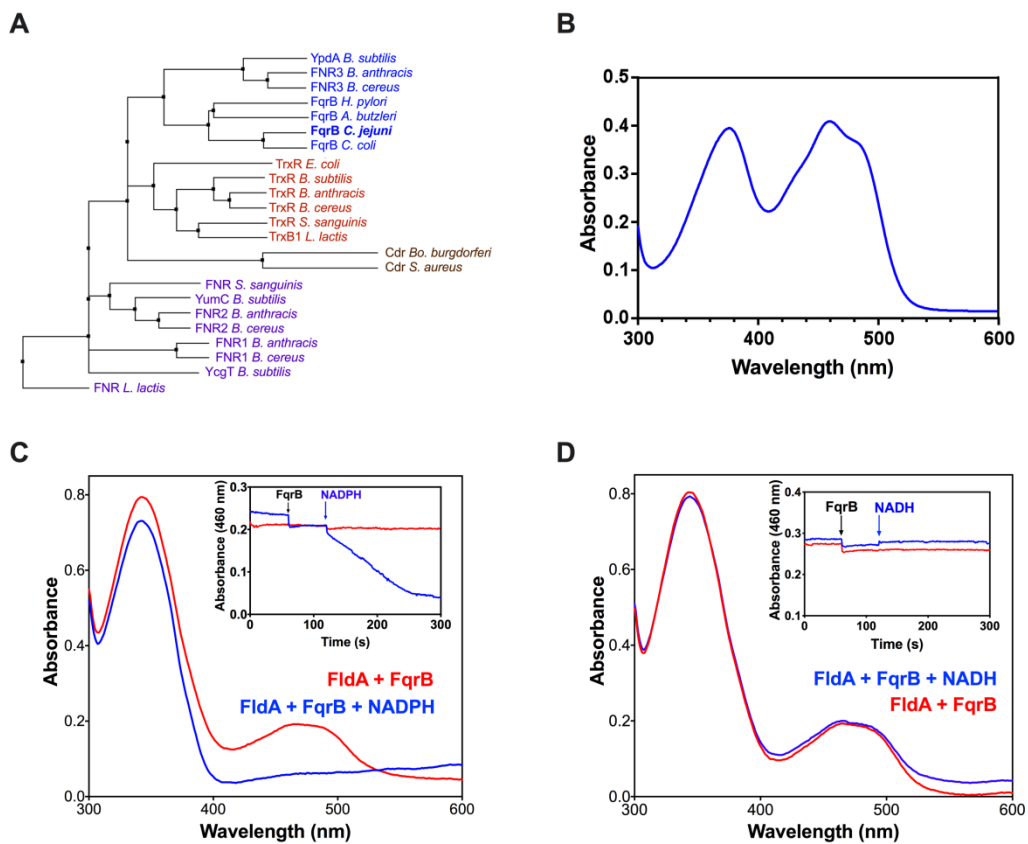 A
YpdA B. subtilis
FNR3 B. anthracis
FNR3 B. cereus
FqrB H. pylori
FqrB A. butzleri
FqrB C. jejuni
FqrB C. coli
TrxR E. coli
TrxR B. subtilis
TrxR B. anthracis
TrxR B. cereus
TrxR S. sanguinis
TrxB1 L. lactis
Cdr Bo. burgdorferi
Cdr S. aureus
FNR S. sanguinis
YumC B. subtilis
FNR2 B. anthracis
FNR2 B. cereus
FNR1 B. anthracis
FNR1 B. cereus
YcgT B. subtilis
FNR L. lactis
B
Absorbance
0.5
0.4
0.3
0.2
0.1
0.0
300 400 500 600
Wavelength (nm)
C
Absorbance
0.8
0.6
0.4
0.2
0.0
300 400 500 600
Wavelength (nm)
Absorbance (460 nm)
0.3
0.2
0.1
0.0
0 100 200 300
Time (s)
FqrB
NADPH
FldA + FqrB
FldA + FqrB + NADPH
D
Absorbance
0.8
0.6
0.4
0.2
0.0
300 400 500 600
Wavelength (nm)
Absorbance (460 nm)
0.4
0.3
0.2
0.1
0 100 200 300
Time (s)
FqrB
NADH
FldA + FqrB + NADH
FldA + FqrB